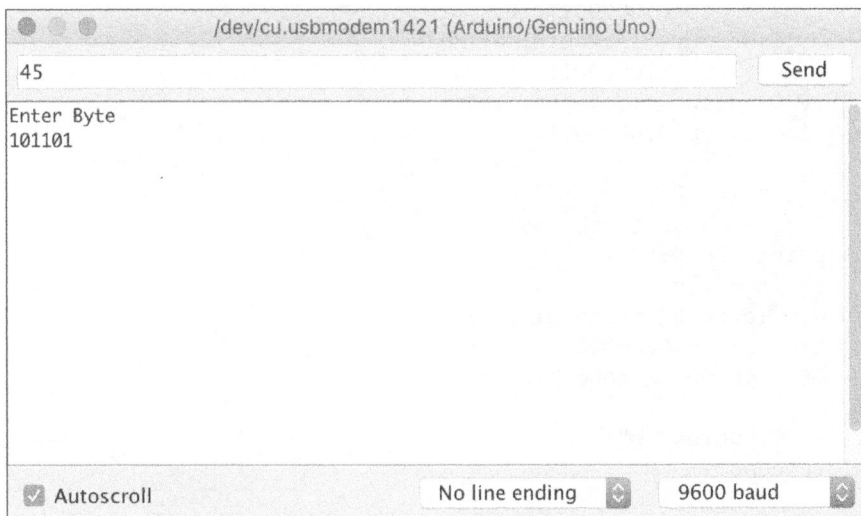 /dev/cu.usbmodem1421 (Arduino/Genuino Uno)
45 Send
Enter Byte
101101
Autoscroll No line ending 9600 baud